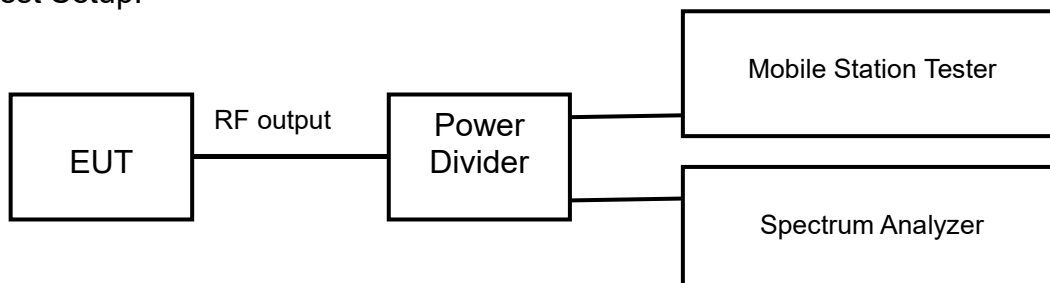 EUT
RF output
Power
Divider
Mobile Station Tester
Spectrum Analyzer